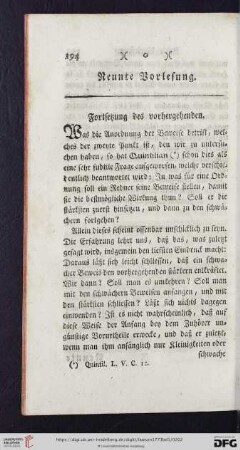 194
Neunte Vorlesung.
Fortsetzung des vorhergehenden.
Was die Anordnung der Beweise betrift, wel-
ches der zweyte Punkt ist, den wir zu untersu-
chen haben, so hat Quintilian (*) schon dies als
eine sehr subtile Frage aufgeworfen, welche verschie-
dentlich beantwortet wird: In was für eine Ord-
nung soll ein Redner seine Beweise stellen, damit
sie die bestmögliche Wirkung thun? Soll er die
stärksten zuerst hinsetzen, und dann zu den schwä-
chern fortgehen?
Allein dieses scheint offenbar unschicklich zu seyn.
Die Erfahrung lehrt uns, daß das, was zuletzt
gesagt wird, insgemein den tiefsten Eindruck macht:
Daraus läßt sich leicht schliessen, daß ein schwa-
cher Beweis den vorhergehenden stärkern entkräftet.
Wie dann? Soll man es umkehren? Soll man
mit den schwächern Beweisen anfangen, und mit
den stärksten schliessen? Läßt sich nichts dagegen
einwenden? Ist es nicht wahrscheinlich, daß auf
diese Weise der Anfang bey dem Zuhörer un-
günstige Vorurtheile erwecke, und daß er zuletzt,
wenn man ihm anfänglich nur Kleinigkeiten oder
schwache
(*) Quintil. L. V. C. 12.
UNIVERSITÄTS-BIBLIOTHEK HEIDELBERG
DFG